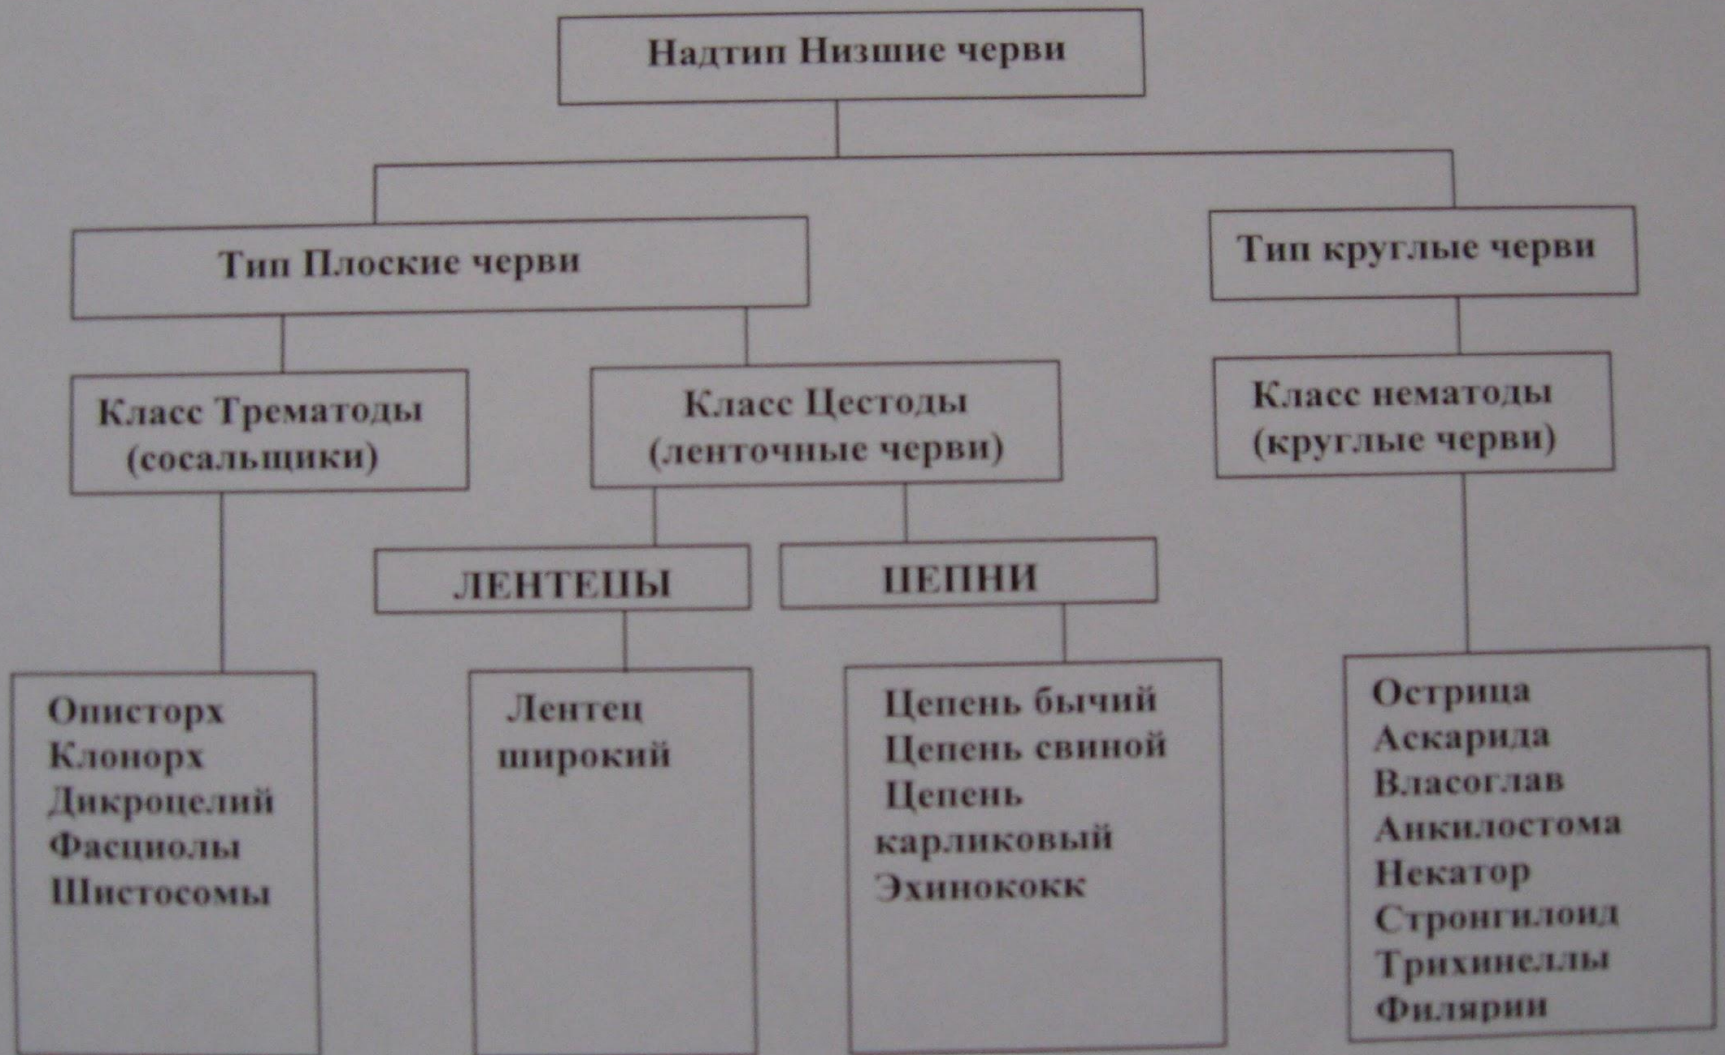 Надтип Низшие черви
Тип Плоские черви
Тип круглые черви
Класс Трематоды
(сосальщики)
Класс Цестоды
(ленточные черви)
Класс нематоды
(круглые черви)
ЛЕНТЕЦЫ
ЦЕПНИ
Описторх
Клонорх
Дикроцелий
Фасциолы
Шистосомы
Лентец
широкий
Цепень бычий
Цепень свиной
Цепень
карликовый
Эхинококк
Острица
Аскарида
Власоглав
Анкилостома
Некатор
Стронгилоид
Трихинеллы
Филярии